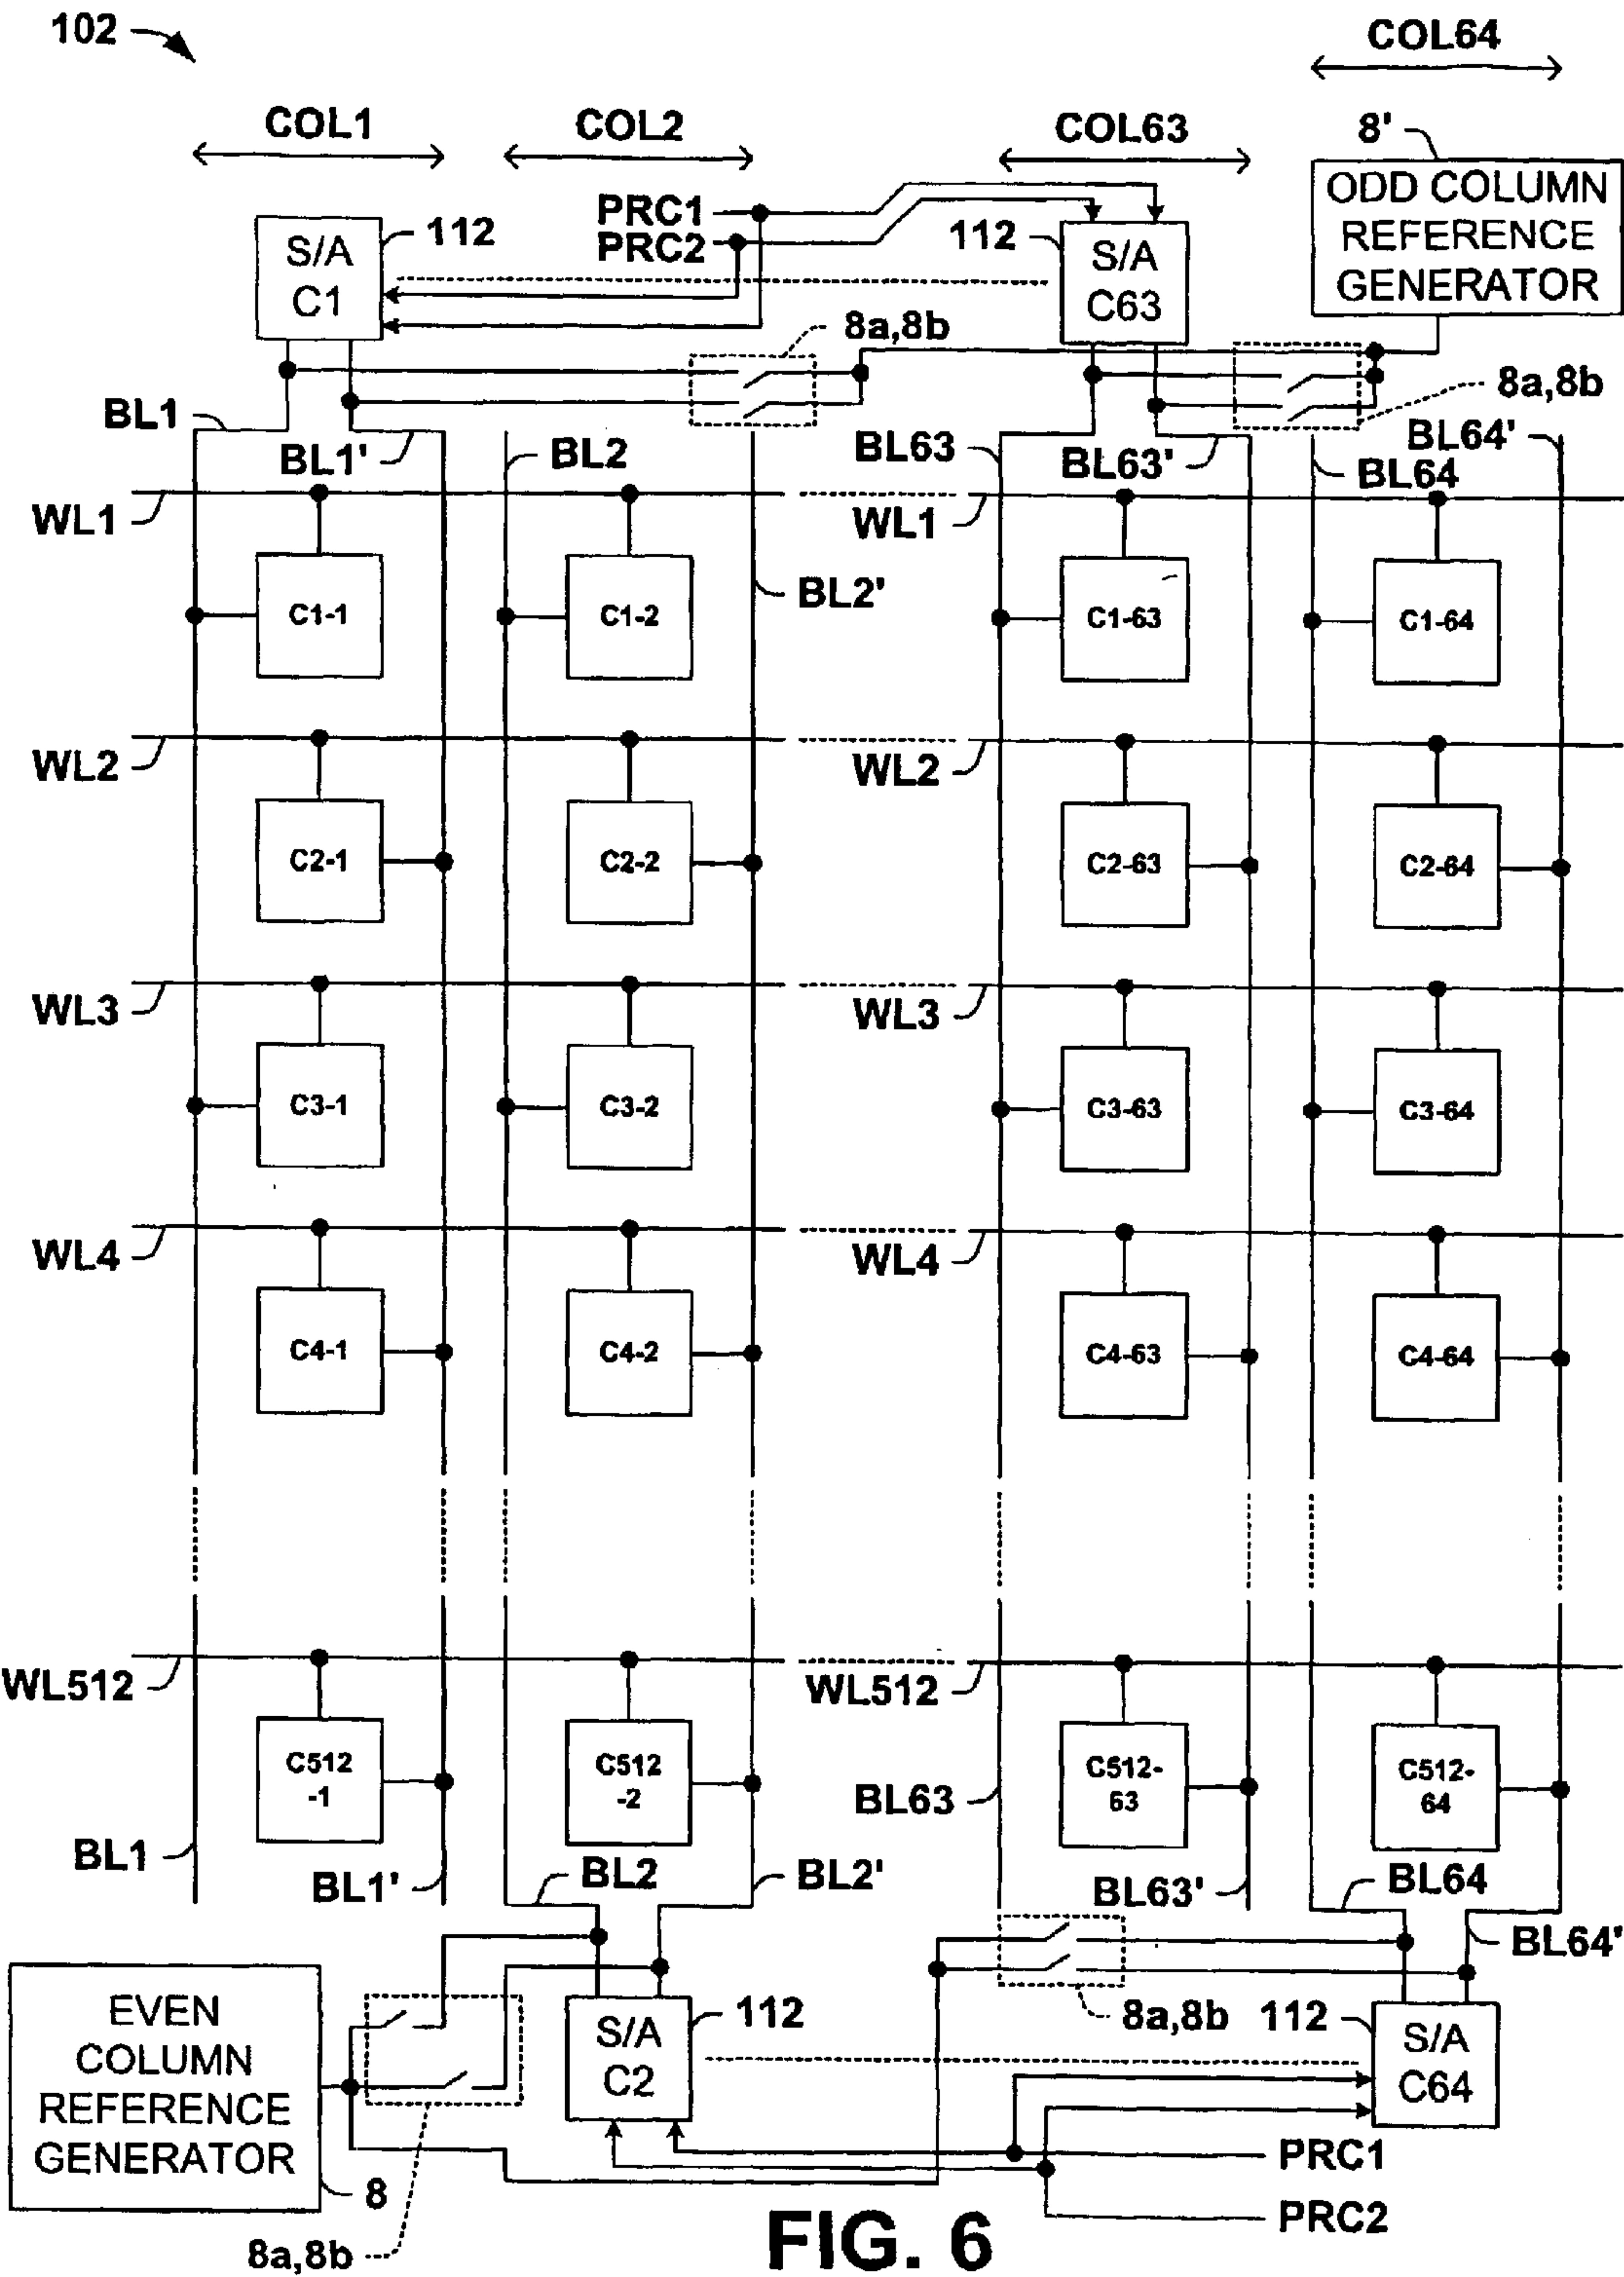 102
COL64
COL1
COL2
COL63
8'
ODD COLUMN
REFERENCE
GENERATOR
PRC1
PRC2
112
S/A
C1
112
S/A
C63
8a,8b
8a,8b
BL1
BL1'
BL2
BL63
BL63'
BL64'
BL64
WL1
WL1
C1-1
C1-2
BL2'
C1-63
C1-64
WL2
WL2
C2-1
C2-2
C2-63
C2-64
WL3
WL3
C3-1
C3-2
C3-63
C3-64
WL4
WL4
C4-1
C4-2
C4-63
C4-64
WL512
WL512
C512
-1
C512
-2
C512-
63
C512-
64
BL63
BL1
BL1'
BL2
BL2'
BL63'
BL64
BL64'
EVEN
COLUMN
REFERENCE
GENERATOR
8
8a,8b
S/A
C2
112
8a,8b
112
S/A
C64
PRC1
PRC2
FIG. 6